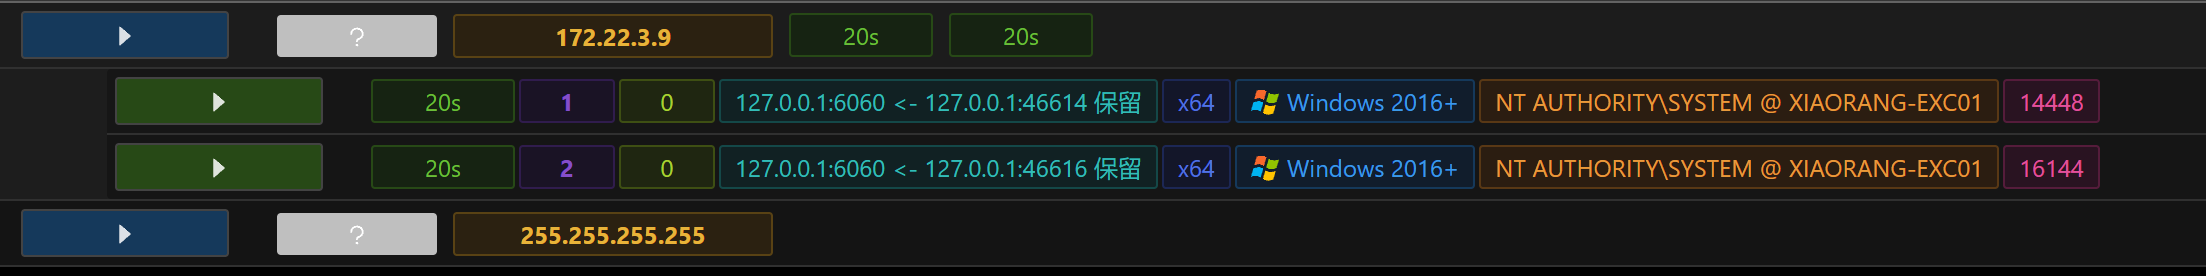 ? 172.22.3.9 20s 20s
20s 1 0 127.0.0.1:6060 <- 127.0.0.1:46614 保留 x64 Windows 2016+ NT AUTHORITY\SYSTEM @ XIAORANG-EXC01 14448
20s 2 0 127.0.0.1:6060 <- 127.0.0.1:46616 保留 x64 Windows 2016+ NT AUTHORITY\SYSTEM @ XIAORANG-EXC01 16144
? 255.255.255.255